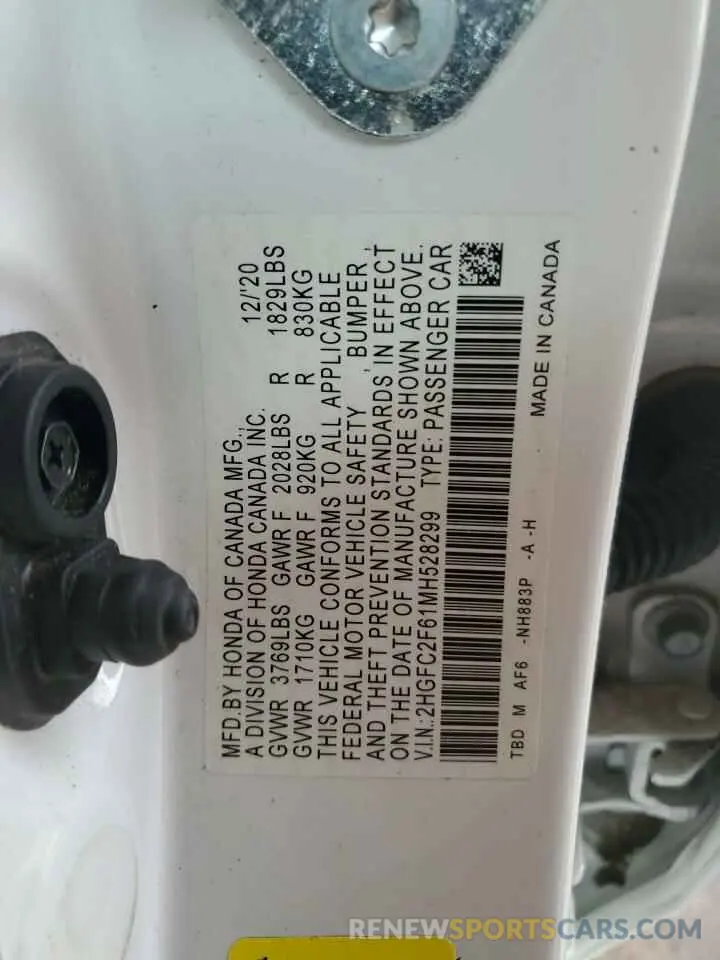 MFD.BY HONDA OF CANADA MFG., 12/'20
A DIVISION OF HONDA CANADA INC.
GVWR 3769LBS GAWR F 2028LBS R 1829LBS
GVWR 1710KG GAWR F 920KG R 830KG
THIS VEHICLE CONFORMS TO ALL APPLICABLE
FEDERAL MOTOR VEHICLE SAFETY , BUMPER ,
AND THEFT PREVENTION STANDARDS IN EFFECT
ON THE DATE OF MANUFACTURE SHOWN ABOVE.
V.I.N.:2HGFC2F61MH528299 TYPE: PASSENGER CAR
TBD M AF6 -NH883P -A -H MADE IN CANADA
RENEWSPORTSCARS.COM